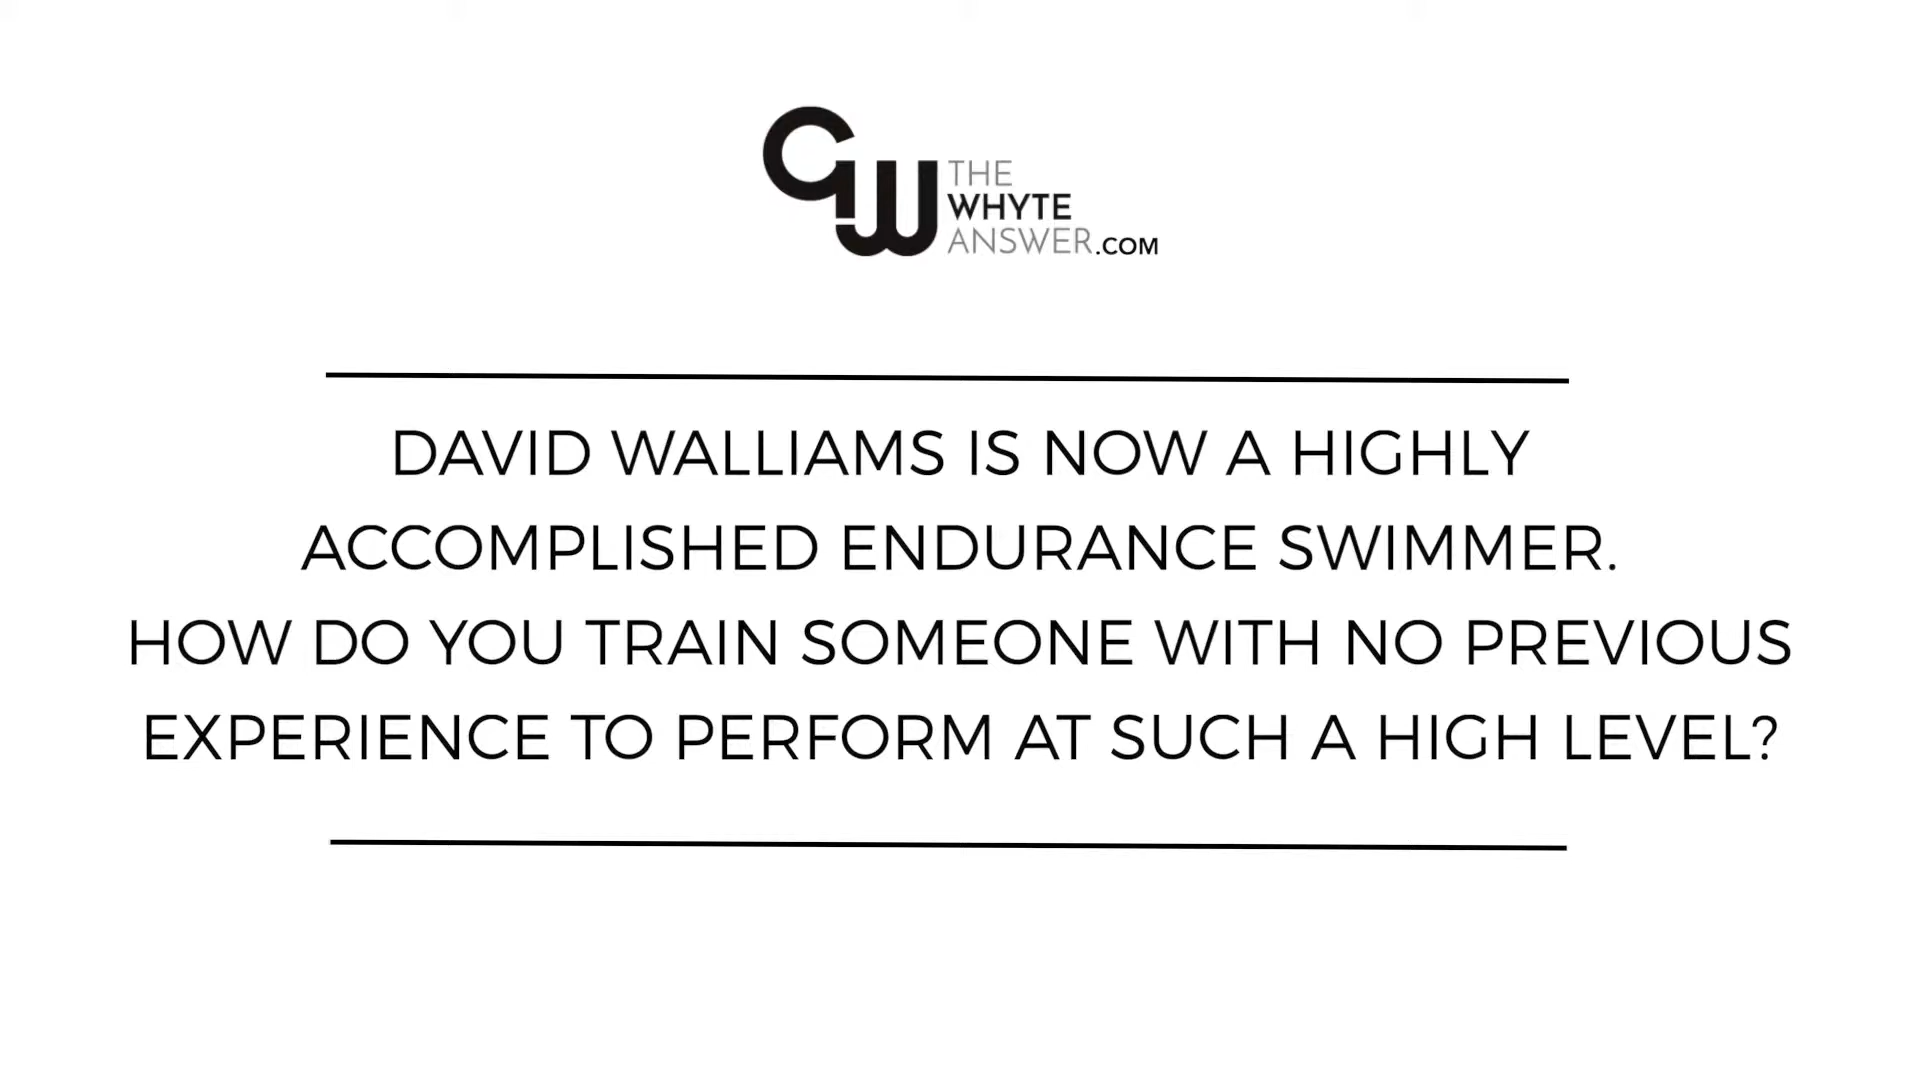 THE
WHYTE
ANSWER.COM
DAVID WALLIAMS IS NOW A HIGHLY
ACCOMPLISHED ENDURANCE SWIMMER.
HOW DO YOU TRAIN SOMEONE WITH NO PREVIOUS
EXPERIENCE TO PERFORM AT SUCH A HIGH LEVEL?